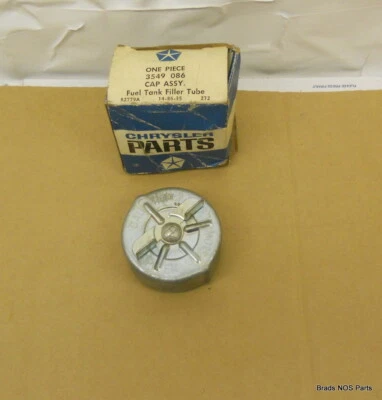 ONE PIECE
3549 086
CAP ASSY.
Fuel Tank Filler Tube
CHRYSLER
PARTS
Brads NOS Parts